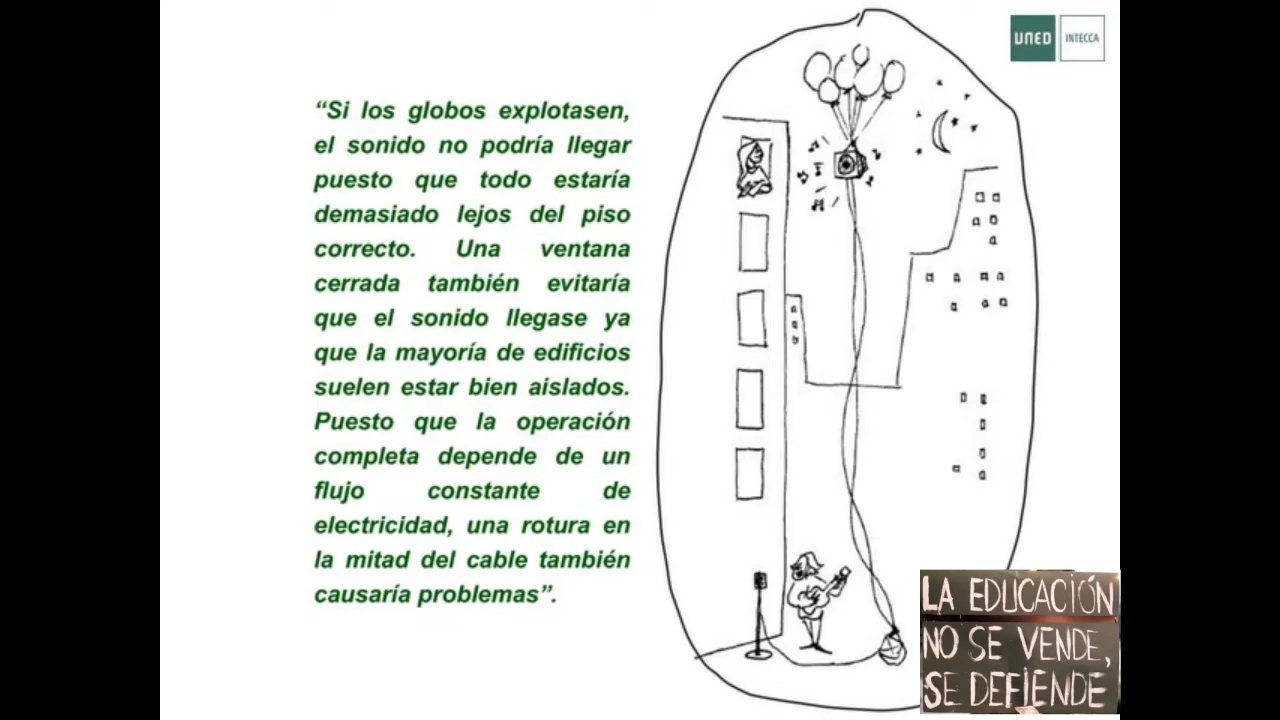 UNED
INTECCA
“Si los globos explotasen,
el sonido no podría llegar
puesto que todo estaría
demasiado lejos del piso
correcto. Una ventana
cerrada también evitaría
que el sonido llegase ya
que la mayoría de edificios
suelen estar bien aislados.
Puesto que la operación
completa depende de un
flujo constante de
electricidad, una rotura en
la mitad del cable también
causaría problemas”.
LA EDUCACIÓN
NO SE VENDE,
SE DEFIENDE